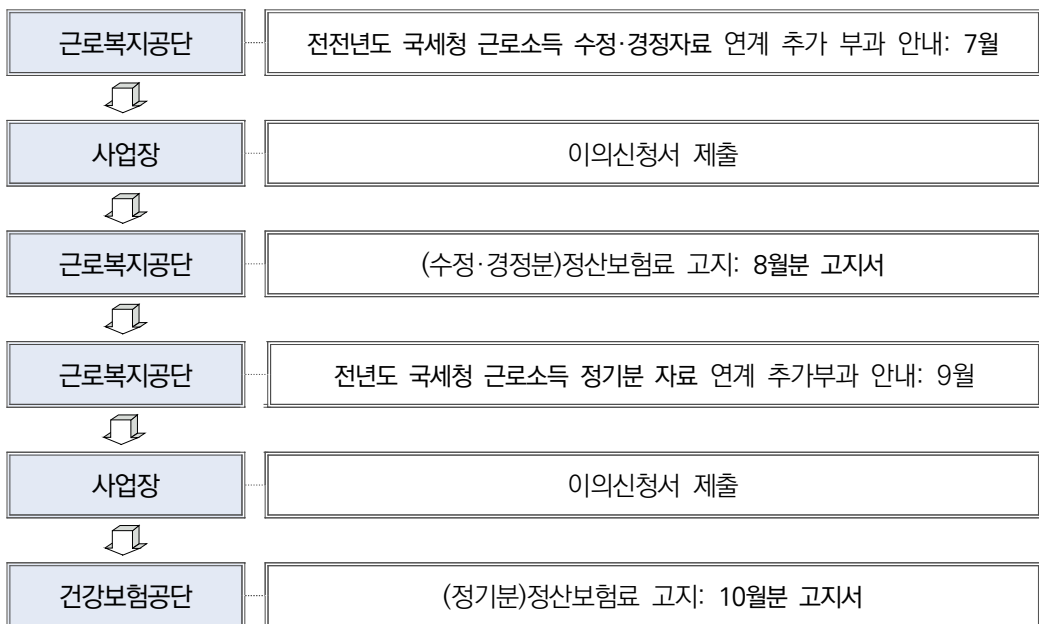 근로복지공단
전전년도 국세청 근로소득 수정·경정자료 연계 추가 부과 안내: 7월
사업장
이의신청서 제출
근로복지공단
(수정·경정분)정산보험료 고지: 8월분 고지서
근로복지공단
전년도 국세청 근로소득 정기분 자료 연계 추가부과 안내: 9월
사업장
이의신청서 제출
건강보험공단
(정기분)정산보험료 고지: 10월분 고지서